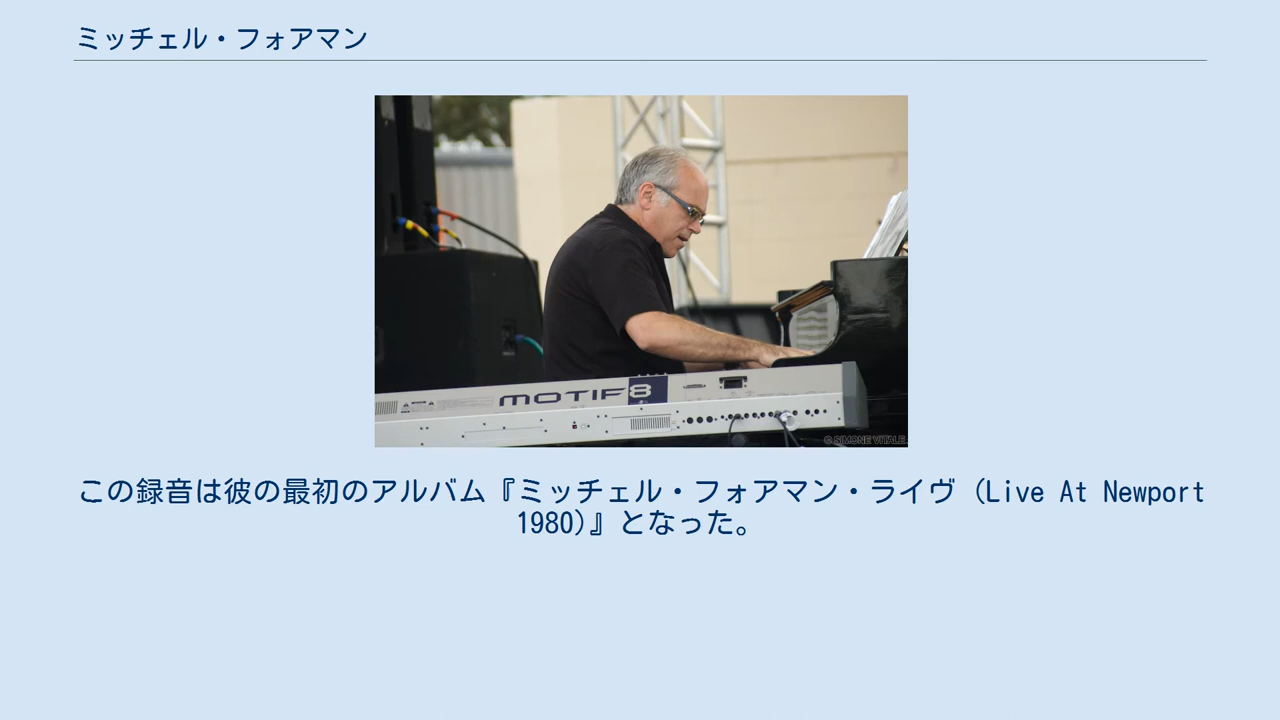 ミッチェル・フォアマン
MOTIF8
© SIMONE VITALE
この録音は彼の最初のアルバム『ミッチェル・フォアマン・ライヴ (Live At Newport
1980)』となった。